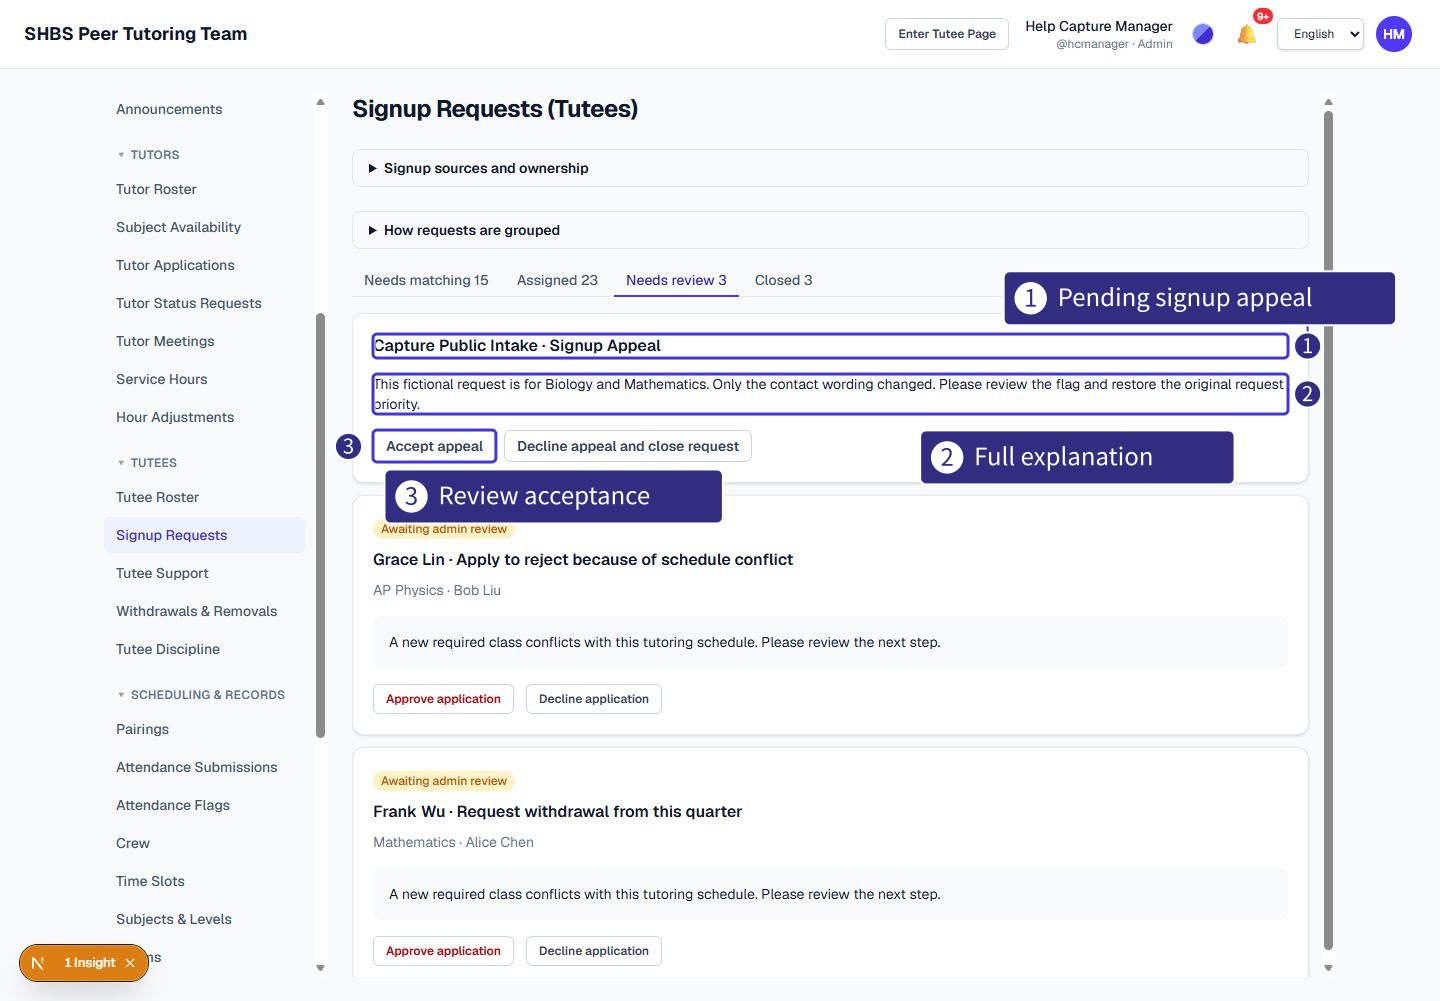 SHBS Peer Tutoring Team
Enter Tutee Page
Help Capture Manager
@hcmanager · Admin
9+
English
HM
Announcements
TUTORS
Tutor Roster
Subject Availability
Tutor Applications
Tutor Status Requests
Tutor Meetings
Service Hours
Hour Adjustments
TUTEES
Tutee Roster
Signup Requests
Tutee Support
Withdrawals & Removals
Tutee Discipline
SCHEDULING & RECORDS
Pairings
Attendance Submissions
Attendance Flags
Crew
Time Slots
Subjects & Levels
1 Insight
Signup Requests (Tutees)
Signup sources and ownership
How requests are grouped
Needs matching 15
Assigned 23
Needs review 3
Closed 3
1 Pending signup appeal
Capture Public Intake · Signup Appeal
1
This fictional request is for Biology and Mathematics. Only the contact wording changed. Please review the flag and restore the original request
priority.
2
3
Accept appeal
Decline appeal and close request
2 Full explanation
3 Review acceptance
Awaiting admin review
Grace Lin · Apply to reject because of schedule conflict
AP Physics · Bob Liu
A new required class conflicts with this tutoring schedule. Please review the next step.
Approve application
Decline application
Awaiting admin review
Frank Wu · Request withdrawal from this quarter
Mathematics · Alice Chen
A new required class conflicts with this tutoring schedule. Please review the next step.
Approve application
Decline application